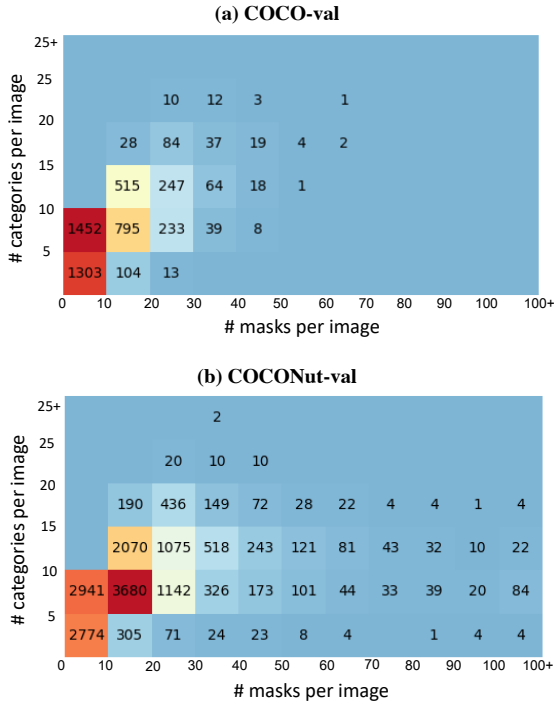 (a) COCO-val
25+
25
10 12 3 1
20
28 84 37 19 4 2
15
515 247 64 18 1
10
1452 795 233 39 8
5
1303 104 13
0 10 20 30 40 50 60 70 80 90 100 100+
# categories per image
# masks per image
(b) COCONut-val
25+
2
25
20 10 10
20
190 436 149 72 28 22 4 4 1 4
15
2070 1075 518 243 121 81 43 32 10 22
10
2941 3680 1142 326 173 101 44 33 39 20 84
5
2774 305 71 24 23 8 4 1 4 4
0 10 20 30 40 50 60 70 80 90 100 100+
# categories per image
# masks per image